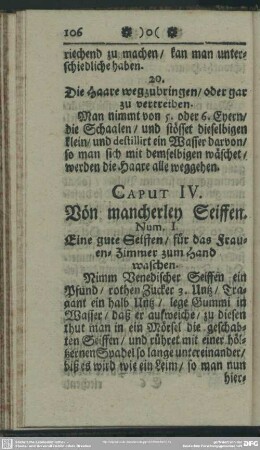 106 )o(
riechend zu machen / kan man unter-
schiedliche haben.
20.
Die Haare wegzubringen / oder gar
zu vertreiben.
Man nimmt von 5. oder 6. Eyern /
die Schaalen / und stösset dieselbigen
klein / und destillirt ein Wasser darvon /
so man sich mit demselbigen wäschet /
werden die Haare alle weggehen.
CAPUT IV.
Von mancherley Seiffen.
Num. I.
Eine gute Seiffen / für das Frau-
en-Zimmer zum Hand
waschen.
Nimm Venedischer Seiffen ein
Pfund / rothen Zucker 3. Untz / Tra-
gant ein halb Untz / lege Gummi in
Wasser / daß er aufweiche / zu diesen
thut man in ein Mörsel die geschab-
ten Seiffen / und rühret mit einer höl-
tzernen Spadel so lange untereinander /
biß es wird wie ein Leim / so man nun
hier-
DFG